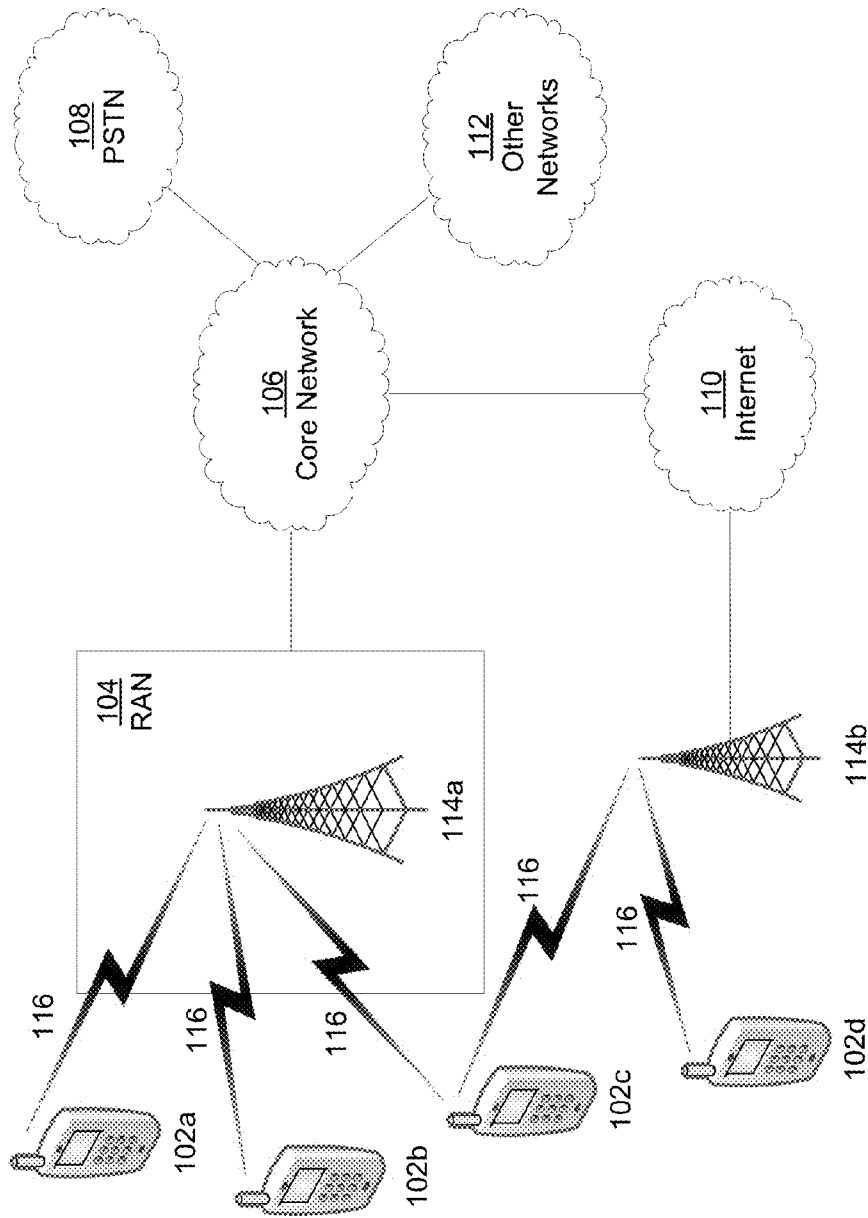 102a
116
104
RAN
114a
102b
116
116
102c
116
114b
116
102d
106
Core Network
108
PSTN
112
Other
Networks
110
Internet